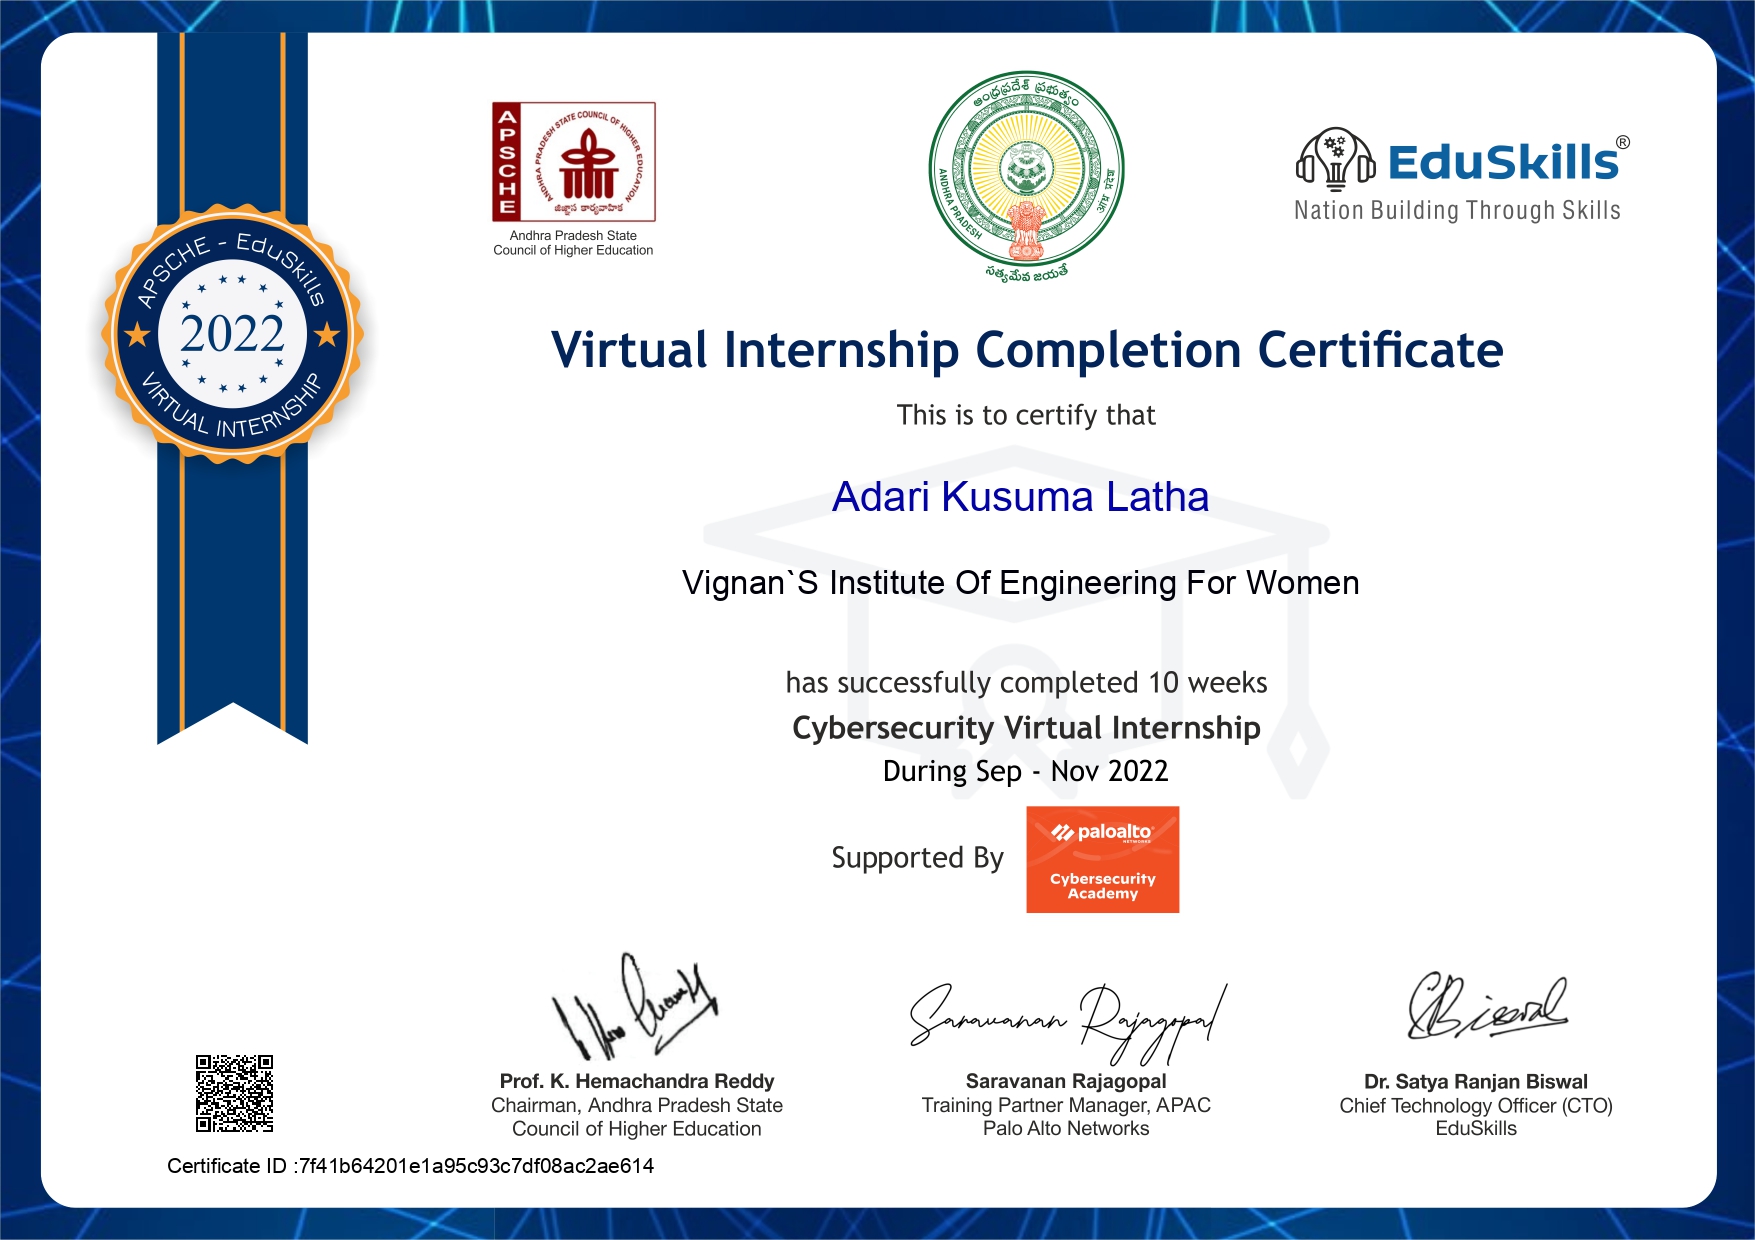 APSCHE
ANDHRA PRADESH STATE COUNCIL OF HIGHER EDUCATION
జిజ్ఞాస కార్యవాహిక
Andhra Pradesh State
Council of Higher Education
ఆంధ్రప్రదేశ్ ప్రభుత్వం
ANDHRA PRADESH
आंध्र प्रदेश
సత్యమేవ జయతే
EduSkills®
Nation Building Through Skills
APSCHE - EduSkills
2022
VIRTUAL INTERNSHIP
Virtual Internship Completion Certificate
This is to certify that
Adari Kusuma Latha
Vignan`S Institute Of Engineering For Women
has successfully completed 10 weeks
Cybersecurity Virtual Internship
During Sep - Nov 2022
Supported By
paloalto
NETWORKS
Cybersecurity
Academy
Saravanan Rajagopal
Prof. K. Hemachandra Reddy
Chairman, Andhra Pradesh State
Council of Higher Education
Saravanan Rajagopal
Training Partner Manager, APAC
Palo Alto Networks
SRBiswal
Dr. Satya Ranjan Biswal
Chief Technology Officer (CTO)
EduSkills
Certificate ID :7f41b64201e1a95c93c7df08ac2ae614